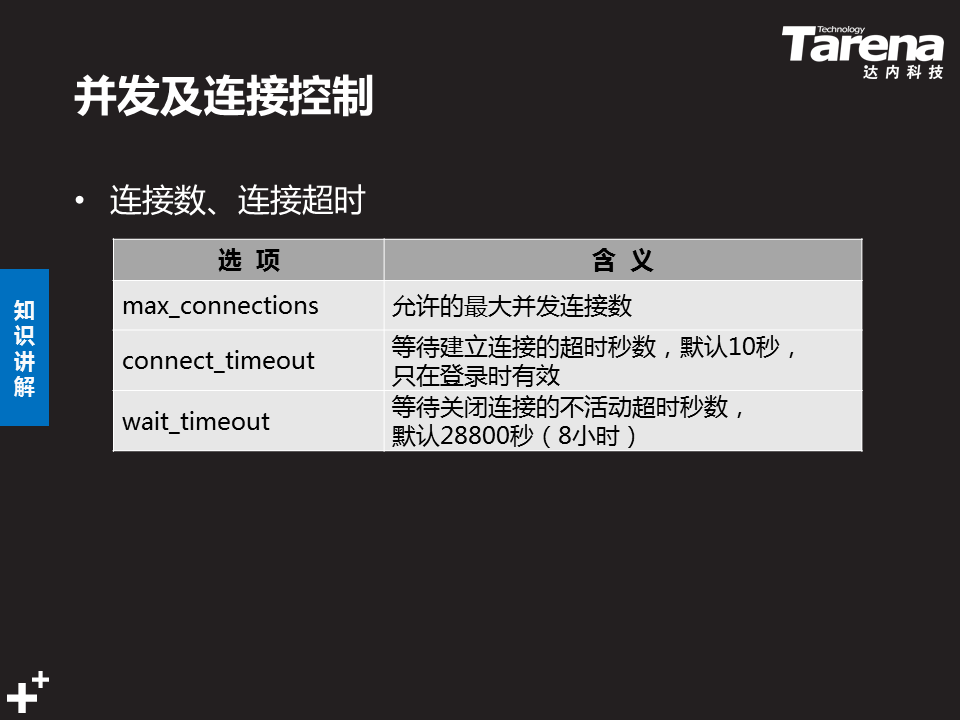 Technology
Tarena
达内科技
并发及连接控制
• 连接数、连接超时
知识讲解
选 项 含 义
max_connections 允许的最大并发连接数
connect_timeout 等待建立连接的超时秒数，默认10秒，
只在登录时有效
wait_timeout 等待关闭连接的不活动超时秒数，
默认28800秒（8小时）